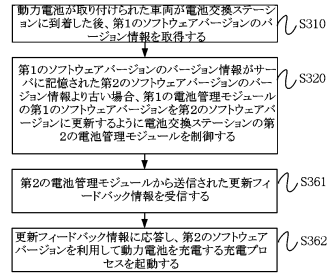 動力電池が取り付けられた車両が電池交換ステーショ
ンに到着した後、第1のソフトウェアバージョンのバ
ージョン情報を取得する
S310
第1のソフトウェアバージョンのバージョン情報がサー
バに記憶された第2のソフトウェアバージョンのバー
ジョン情報より古い場合、第1の電池管理モジュール
の第1のソフトウェアバージョンを第2のソフトウェアバ
ージョンに更新するように電池交換ステーションの第
2の電池管理モジュールを制御する
S320
第2の電池管理モジュールから送信された更新フィ
ードバック情報を受信する
S361
更新フィードバック情報に応答し、第2のソフトウェア
バージョンを利用して動力電池を充電する充電プロ
セスを起動する
S362